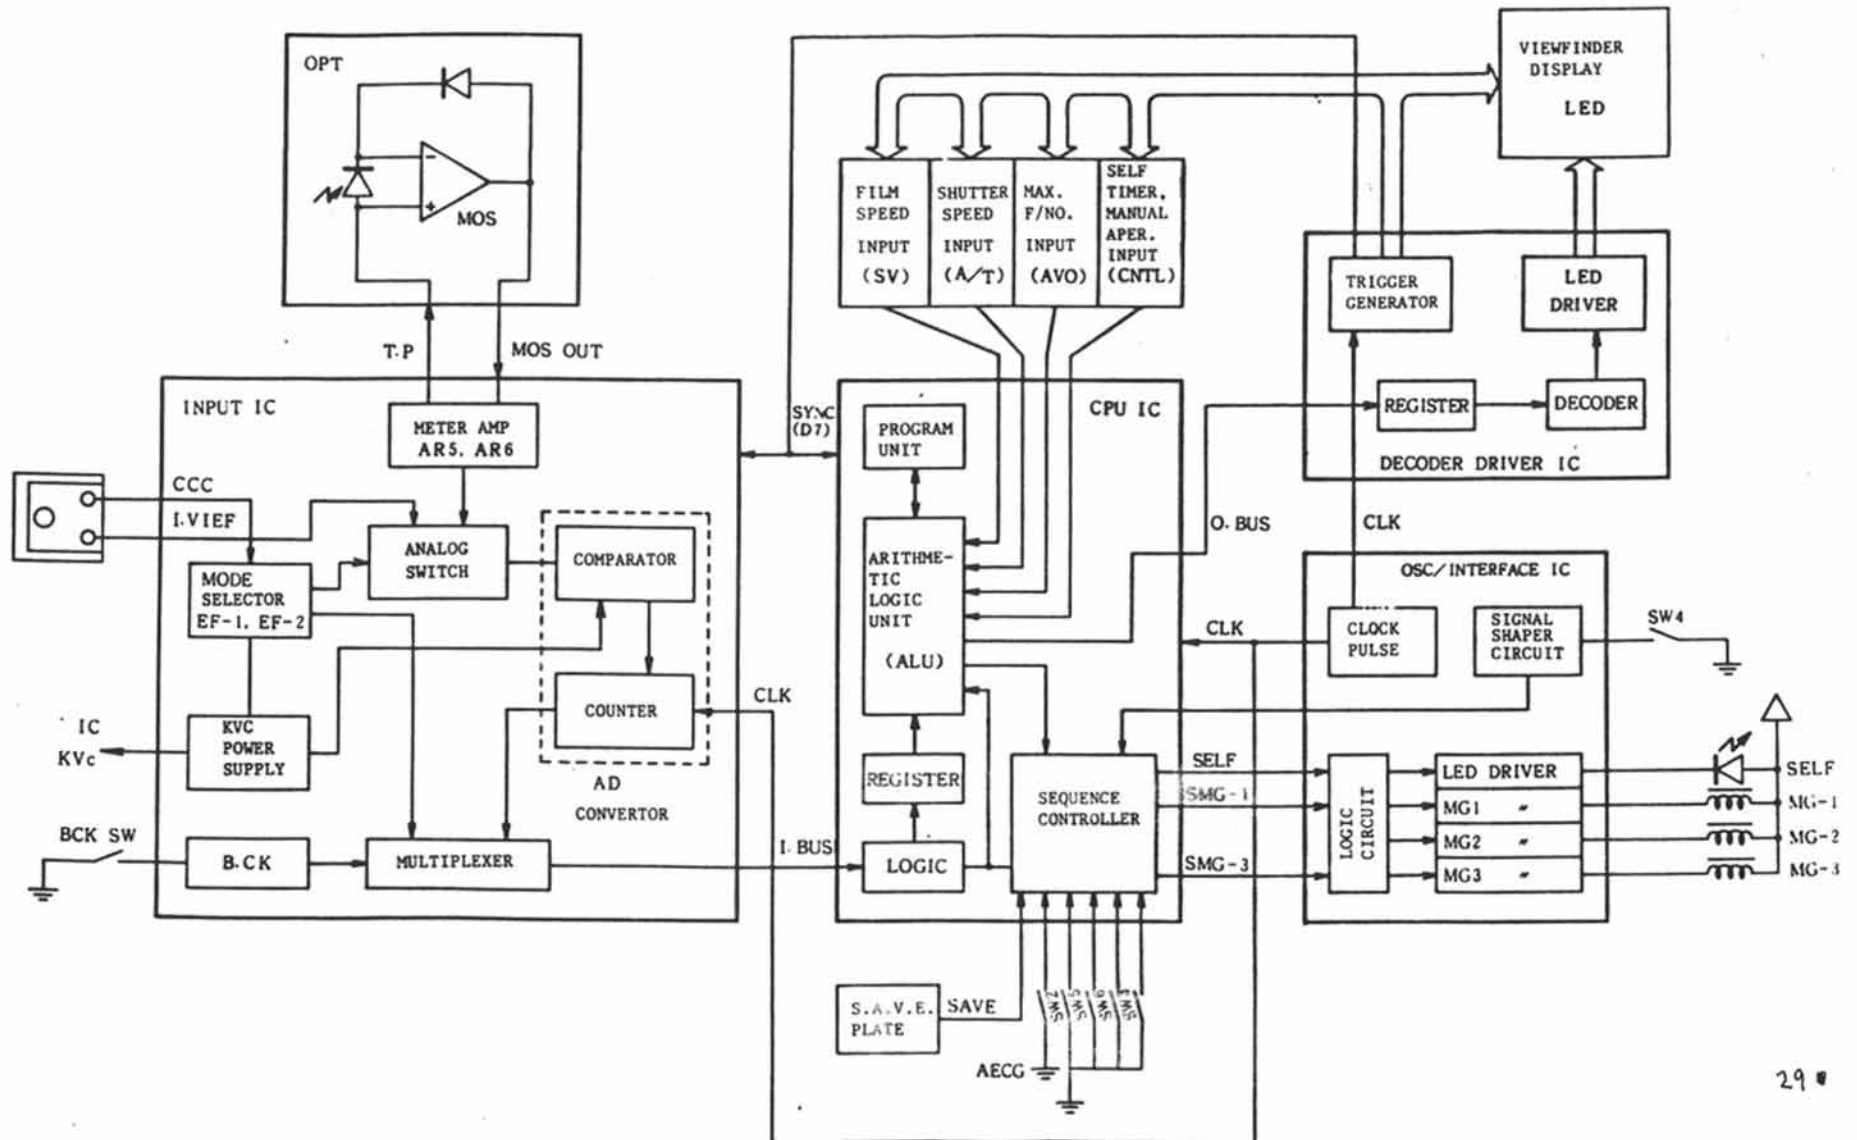 OPT
MOS
T.P
MOS OUT
INPUT IC
METER AMP
AR5. AR6
CCC
I.VIEF
ANALOG
SWITCH
COMPARATOR
MODE
SELECTOR
EF-1. EF-2
COUNTER
CLK
AD
CONVERTOR
IC
KVc
KVC
POWER
SUPPLY
BCK SW
B.CK
MULTIPLEXER
I.BUS
SYNC
(D7)
FILM
SPEED
INPUT
(SV)
SHUTTER
SPEED
INPUT
(A/T)
MAX.
F/NO.
INPUT
(AVO)
SELF
TIMER,
MANUAL
APER.
INPUT
(CNTL)
CPU IC
PROGRAM
UNIT
ARITHME-
TIC
LOGIC
UNIT
(ALU)
REGISTER
LOGIC
SEQUENCE
CONTROLLER
S.A.V.E.
PLATE
SAVE
SW2
SW5
SW6
AECG
VIEWFINDER
DISPLAY
LED
TRIGGER
GENERATOR
LED
DRIVER
REGISTER
DECODER
DECODER DRIVER IC
O.BUS
CLK
OSC/INTERFACE IC
CLK
CLOCK
PULSE
SIGNAL
SHAPER
CIRCUIT
SW4
SELF
SMG-1
SMG-3
LOGIC
CIRCUIT
LED DRIVER
MG1 〃
MG2 〃
MG3 〃
SELF
MG-1
MG-2
MG-3
29